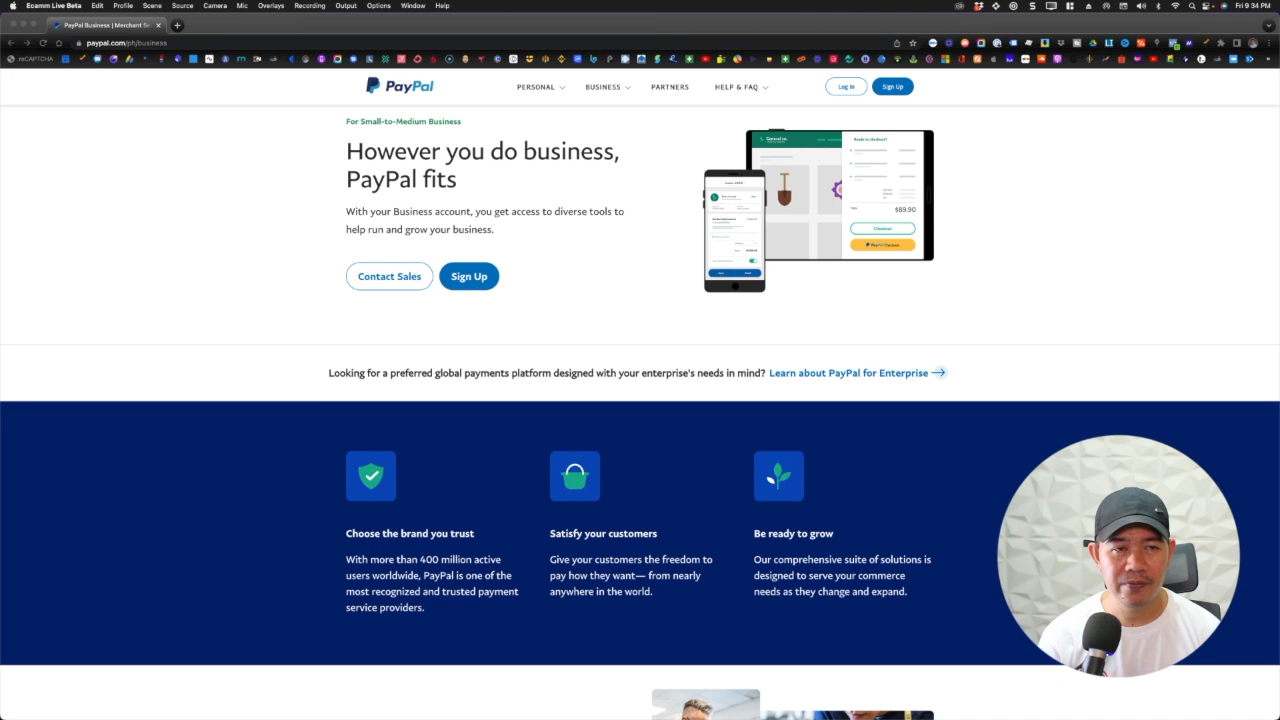 Ecamm Live Beta Edit Profile Scene Source Camera Mic Overlays Recording Output Options Window Help
Fri 9:34 PM
PayPal Business | Merchant Se
paypal.com/ph/business
reCAPTCHA
PayPal
PERSONAL BUSINESS PARTNERS HELP & FAQ
Log In Sign Up
For Small-to-Medium Business
However you do business,
PayPal fits
With your Business account, you get access to diverse tools to
help run and grow your business.
Contact Sales Sign Up
Ready to checkout?
$89.90
Checkout
PayPal Checkout
Looking for a preferred global payments platform designed with your enterprise's needs in mind? Learn about PayPal for Enterprise
Choose the brand you trust
With more than 400 million active
users worldwide, PayPal is one of the
most recognized and trusted payment
service providers.
Satisfy your customers
Give your customers the freedom to
pay how they want— from nearly
anywhere in the world.
Be ready to grow
Our comprehensive suite of solutions is
designed to serve your commerce
needs as they change and expand.